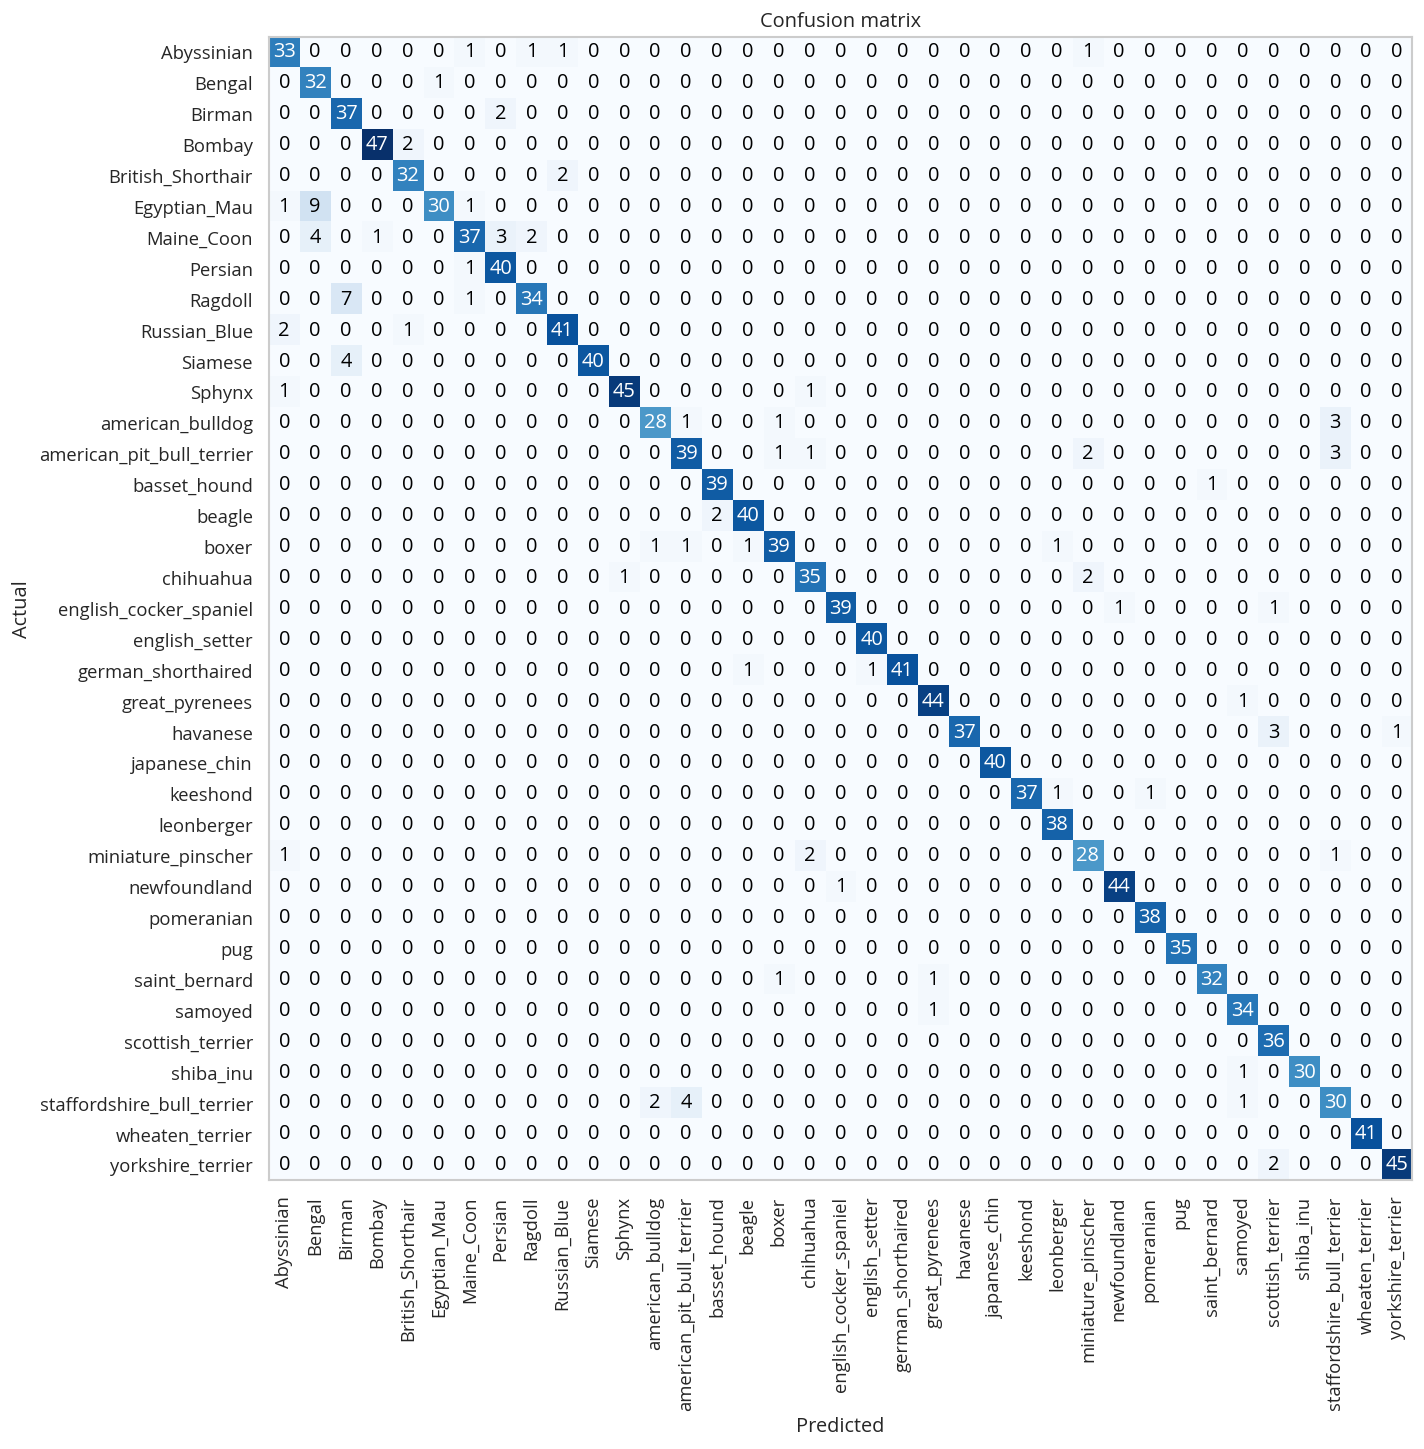 Confusion matrix
Actual
Abyssinian 33 0 0 0 0 0 1 0 1 1 0 0 0 0 0 0 0 0 0 0 0 0 0 0 0 0 1 0 0 0 0 0 0 0 0 0 0
Bengal 0 32 0 0 0 1 0 0 0 0 0 0 0 0 0 0 0 0 0 0 0 0 0 0 0 0 0 0 0 0 0 0 0 0 0 0 0
Birman 0 0 37 0 0 0 0 2 0 0 0 0 0 0 0 0 0 0 0 0 0 0 0 0 0 0 0 0 0 0 0 0 0 0 0 0 0
Bombay 0 0 0 47 2 0 0 0 0 0 0 0 0 0 0 0 0 0 0 0 0 0 0 0 0 0 0 0 0 0 0 0 0 0 0 0 0
British_Shorthair 0 0 0 0 32 0 0 0 0 2 0 0 0 0 0 0 0 0 0 0 0 0 0 0 0 0 0 0 0 0 0 0 0 0 0 0 0
Egyptian_Mau 1 9 0 0 0 30 1 0 0 0 0 0 0 0 0 0 0 0 0 0 0 0 0 0 0 0 0 0 0 0 0 0 0 0 0 0 0
Maine_Coon 0 4 0 1 0 0 37 3 2 0 0 0 0 0 0 0 0 0 0 0 0 0 0 0 0 0 0 0 0 0 0 0 0 0 0 0 0
Persian 0 0 0 0 0 0 1 40 0 0 0 0 0 0 0 0 0 0 0 0 0 0 0 0 0 0 0 0 0 0 0 0 0 0 0 0 0
Ragdoll 0 0 7 0 0 0 1 0 34 0 0 0 0 0 0 0 0 0 0 0 0 0 0 0 0 0 0 0 0 0 0 0 0 0 0 0 0
Russian_Blue 2 0 0 0 1 0 0 0 0 41 0 0 0 0 0 0 0 0 0 0 0 0 0 0 0 0 0 0 0 0 0 0 0 0 0 0 0
Siamese 0 0 4 0 0 0 0 0 0 0 40 0 0 0 0 0 0 0 0 0 0 0 0 0 0 0 0 0 0 0 0 0 0 0 0 0 0
Sphynx 1 0 0 0 0 0 0 0 0 0 0 45 0 0 0 0 0 1 0 0 0 0 0 0 0 0 0 0 0 0 0 0 0 0 0 0 0
american_bulldog 0 0 0 0 0 0 0 0 0 0 0 0 28 1 0 0 1 0 0 0 0 0 0 0 0 0 0 0 0 0 0 0 0 0 3 0 0
american_pit_bull_terrier 0 0 0 0 0 0 0 0 0 0 0 0 0 39 0 0 1 1 0 0 0 0 0 0 0 0 2 0 0 0 0 0 0 0 3 0 0
basset_hound 0 0 0 0 0 0 0 0 0 0 0 0 0 0 39 0 0 0 0 0 0 0 0 0 0 0 0 0 0 0 1 0 0 0 0 0 0
beagle 0 0 0 0 0 0 0 0 0 0 0 0 0 0 2 40 0 0 0 0 0 0 0 0 0 0 0 0 0 0 0 0 0 0 0 0 0
boxer 0 0 0 0 0 0 0 0 0 0 0 0 1 1 0 1 39 0 0 0 0 0 0 0 0 1 0 0 0 0 0 0 0 0 0 0 0
chihuahua 0 0 0 0 0 0 0 0 0 0 0 1 0 0 0 0 0 35 0 0 0 0 0 0 0 0 2 0 0 0 0 0 0 0 0 0 0
english_cocker_spaniel 0 0 0 0 0 0 0 0 0 0 0 0 0 0 0 0 0 0 39 0 0 0 0 0 0 0 0 1 0 0 0 0 1 0 0 0 0
english_setter 0 0 0 0 0 0 0 0 0 0 0 0 0 0 0 0 0 0 0 40 0 0 0 0 0 0 0 0 0 0 0 0 0 0 0 0 0
german_shorthaired 0 0 0 0 0 0 0 0 0 0 0 0 0 0 0 1 0 0 0 1 41 0 0 0 0 0 0 0 0 0 0 0 0 0 0 0 0
great_pyrenees 0 0 0 0 0 0 0 0 0 0 0 0 0 0 0 0 0 0 0 0 0 44 0 0 0 0 0 0 0 0 0 1 0 0 0 0 0
havanese 0 0 0 0 0 0 0 0 0 0 0 0 0 0 0 0 0 0 0 0 0 0 37 0 0 0 0 0 0 0 0 0 3 0 0 0 1
japanese_chin 0 0 0 0 0 0 0 0 0 0 0 0 0 0 0 0 0 0 0 0 0 0 0 40 0 0 0 0 0 0 0 0 0 0 0 0 0
keeshond 0 0 0 0 0 0 0 0 0 0 0 0 0 0 0 0 0 0 0 0 0 0 0 0 37 1 0 0 1 0 0 0 0 0 0 0 0
leonberger 0 0 0 0 0 0 0 0 0 0 0 0 0 0 0 0 0 0 0 0 0 0 0 0 0 38 0 0 0 0 0 0 0 0 0 0 0
miniature_pinscher 1 0 0 0 0 0 0 0 0 0 0 0 0 0 0 0 0 2 0 0 0 0 0 0 0 0 28 0 0 0 0 0 0 0 1 0 0
newfoundland 0 0 0 0 0 0 0 0 0 0 0 0 0 0 0 0 0 0 1 0 0 0 0 0 0 0 0 44 0 0 0 0 0 0 0 0 0
pomeranian 0 0 0 0 0 0 0 0 0 0 0 0 0 0 0 0 0 0 0 0 0 0 0 0 0 0 0 0 38 0 0 0 0 0 0 0 0
pug 0 0 0 0 0 0 0 0 0 0 0 0 0 0 0 0 0 0 0 0 0 0 0 0 0 0 0 0 0 35 0 0 0 0 0 0 0
saint_bernard 0 0 0 0 0 0 0 0 0 0 0 0 0 0 0 0 1 0 0 0 0 1 0 0 0 0 0 0 0 0 32 0 0 0 0 0 0
samoyed 0 0 0 0 0 0 0 0 0 0 0 0 0 0 0 0 0 0 0 0 0 1 0 0 0 0 0 0 0 0 0 34 0 0 0 0 0
scottish_terrier 0 0 0 0 0 0 0 0 0 0 0 0 0 0 0 0 0 0 0 0 0 0 0 0 0 0 0 0 0 0 0 0 36 0 0 0 0
shiba_inu 0 0 0 0 0 0 0 0 0 0 0 0 0 0 0 0 0 0 0 0 0 0 0 0 0 0 0 0 0 0 0 1 0 30 0 0 0
staffordshire_bull_terrier 0 0 0 0 0 0 0 0 0 0 0 0 2 4 0 0 0 0 0 0 0 0 0 0 0 0 0 0 0 0 0 1 0 0 30 0 0
wheaten_terrier 0 0 0 0 0 0 0 0 0 0 0 0 0 0 0 0 0 0 0 0 0 0 0 0 0 0 0 0 0 0 0 0 0 0 0 41 0
yorkshire_terrier 0 0 0 0 0 0 0 0 0 0 0 0 0 0 0 0 0 0 0 0 0 0 0 0 0 0 0 0 0 0 0 0 2 0 0 0 45
Abyssinian
Bengal
Birman
Bombay
British_Shorthair
Egyptian_Mau
Maine_Coon
Persian
Ragdoll
Russian_Blue
Siamese
Sphynx
american_bulldog
american_pit_bull_terrier
basset_hound
beagle
boxer
chihuahua
english_cocker_spaniel
english_setter
german_shorthaired
great_pyrenees
havanese
japanese_chin
keeshond
leonberger
miniature_pinscher
newfoundland
pomeranian
pug
saint_bernard
samoyed
scottish_terrier
shiba_inu
staffordshire_bull_terrier
wheaten_terrier
yorkshire_terrier
Predicted